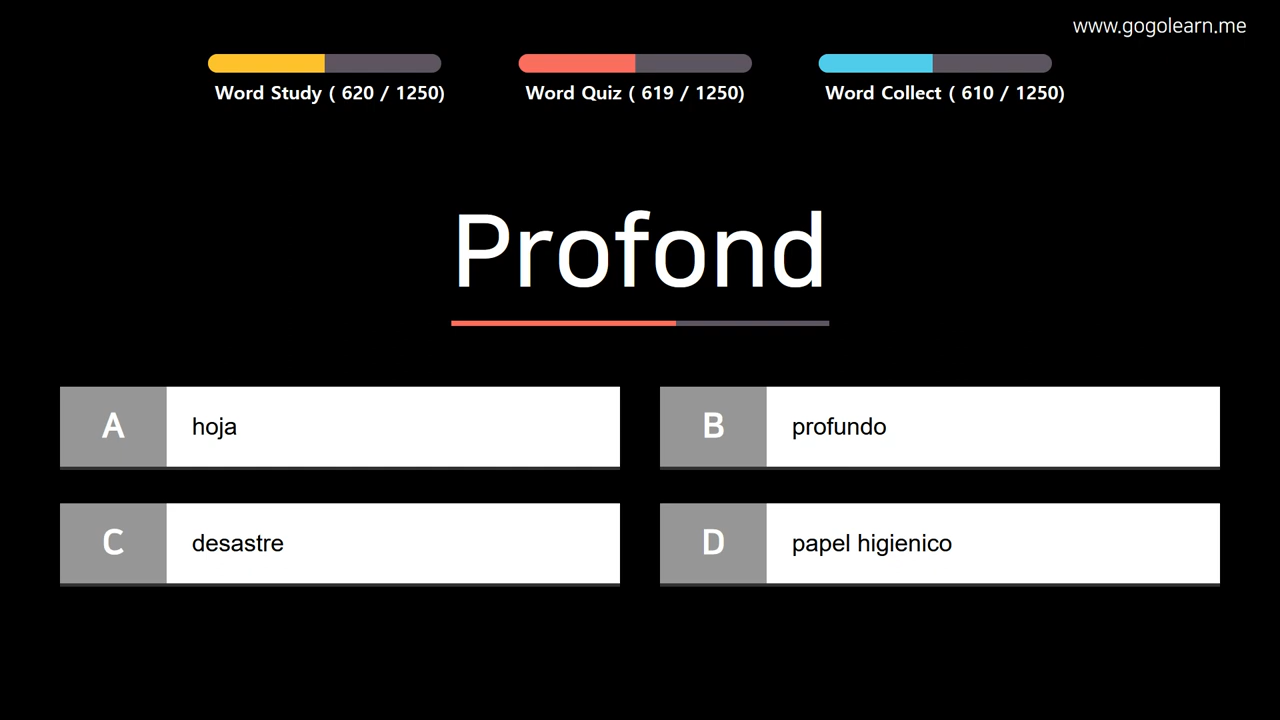 www.gogolearn.me
Word Study ( 620 / 1250)
Word Quiz ( 619 / 1250)
Word Collect ( 610 / 1250)
Profond
A hoja
B profundo
C desastre
D papel higienico